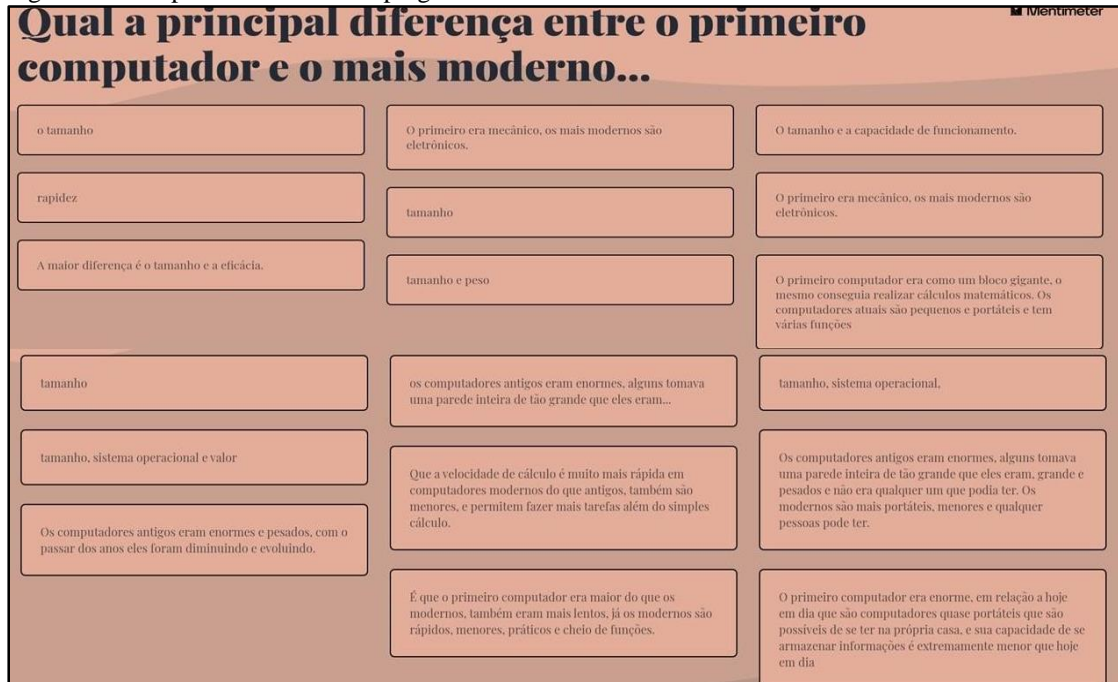 Mentimeter
Qual a principal diferença entre o primeiro
computador e o mais moderno...
o tamanho
rapidez
A maior diferença é o tamanho e a eficácia.
O primeiro era mecânico, os mais modernos são
eletrônicos.
tamanho
tamanho e peso
O tamanho e a capacidade de funcionamento.
O primeiro era mecânico, os mais modernos são
eletrônicos.
O primeiro computador era como um bloco gigante, o
mesmo conseguia realizar cálculos matemáticos. Os
computadores atuais são pequenos e portáteis e tem
várias funções
tamanho
tamanho, sistema operacional e valor
Os computadores antigos eram enormes e pesados, com o
passar dos anos eles foram diminuindo e evoluindo.
os computadores antigos eram enormes, alguns tomava
uma parede inteira de tão grande que eles eram...
Que a velocidade de cálculo é muito mais rápida em
computadores modernos do que antigos, também são
menores, e permitem fazer mais tarefas além do simples
cálculo.
É que o primeiro computador era maior do que os
modernos, também eram mais lentos, já os modernos são
rápidos, menores, práticos e cheio de funções.
tamanho, sistema operacional,
Os computadores antigos eram enormes, alguns tomava
uma parede inteira de tão grande que eles eram, grande e
pesados e não era qualquer um que podia ter. Os
modernos são mais portáteis, menores e qualquer
pessoas pode ter.
O primeiro computador era enorme, em relação a hoje
em dia que são computadores quase portáteis que são
possíveis de se ter na própria casa, e sua capacidade de se
armazenar informações é extremamente menor que hoje
em dia